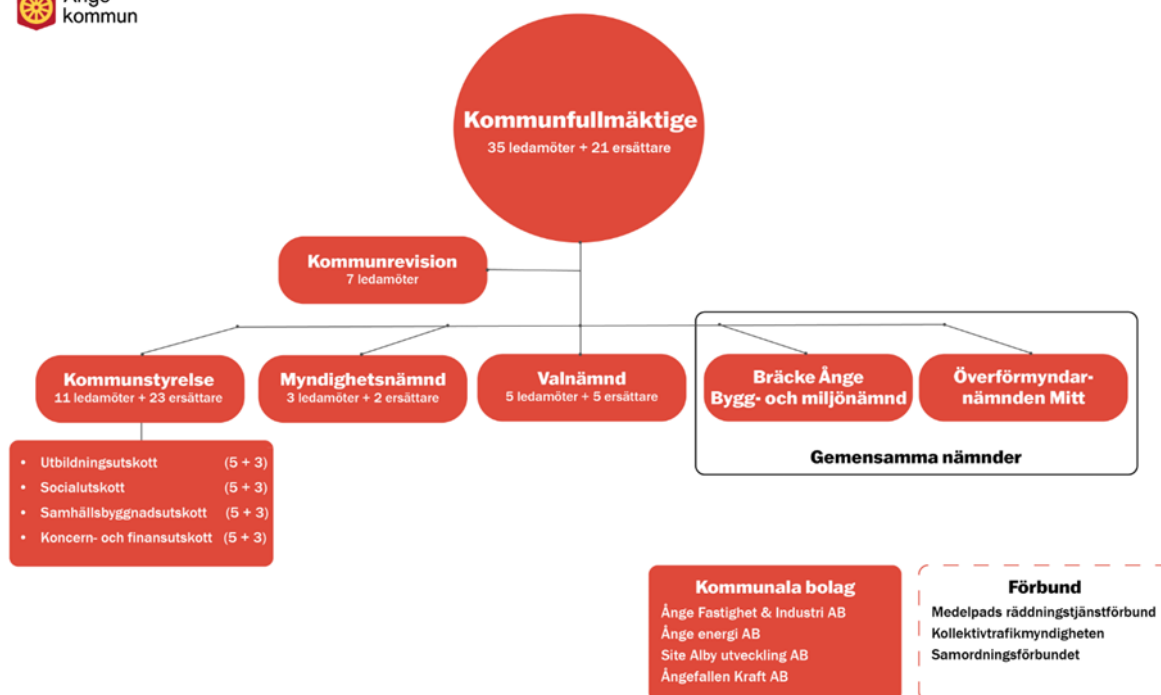 Ånge
kommun
Kommunfullmäktige
35 ledamöter + 21 ersättare
Kommunrevision
7 ledamöter
Kommunstyrelse
11 ledamöter + 23 ersättare
Myndighetsnämnd
3 ledamöter + 2 ersättare
Valnämnd
5 ledamöter + 5 ersättare
Bräcke Ånge
Bygg- och miljönämnd
Överförmyndar-
nämnden Mitt
Gemensamma nämnder
• Utbildningsutskott (5 + 3)
• Socialutskott (5 + 3)
• Samhällsbyggnadsutskott (5 + 3)
• Koncern- och finansutskott (5 + 3)
Kommunala bolag
Ånge Fastighet & Industri AB
Ånge energi AB
Site Alby utveckling AB
Ångefallen Kraft AB
Förbund
Medelpads räddningstjänstförbund
Kollektivtrafikmyndigheten
Samordningsförbundet